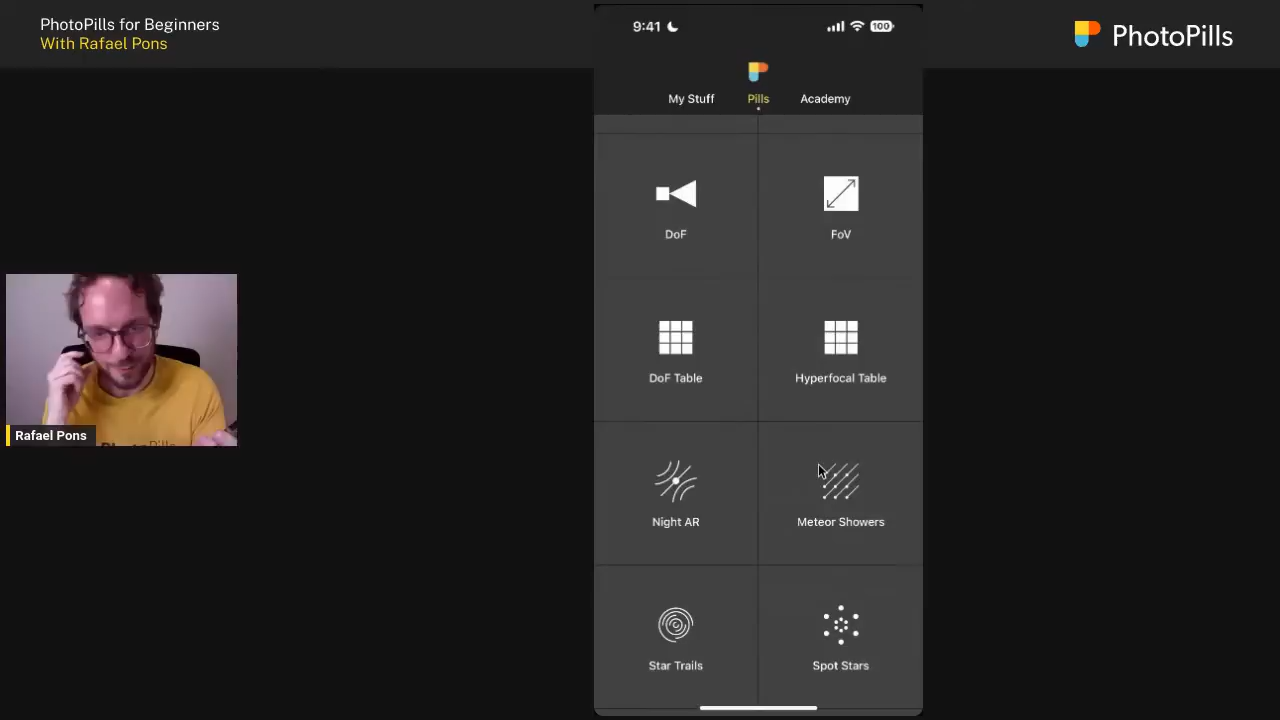 PhotoPills for Beginners
With Rafael Pons
PhotoPills
9:41
100
My Stuff
Pills
Academy
DoF
FoV
DoF Table
Hyperfocal Table
Night AR
Meteor Showers
Star Trails
Spot Stars
PhotoPills
Rafael Pons